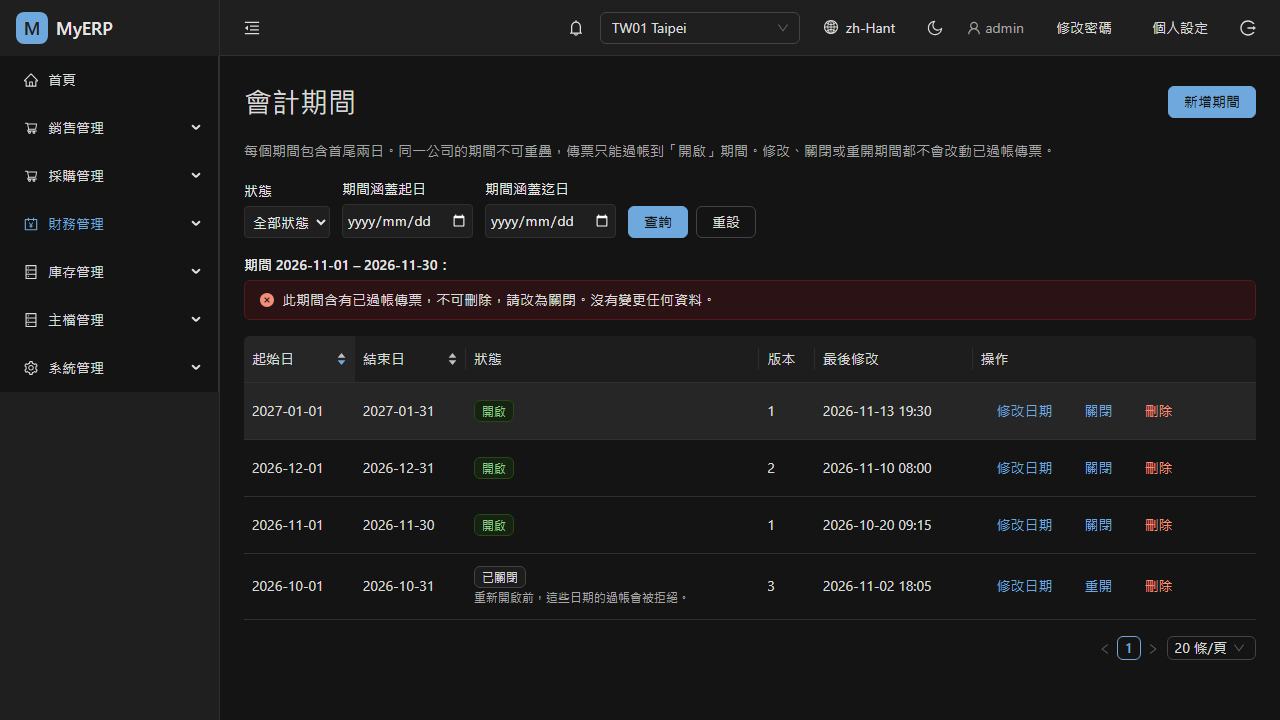 M MyERP
TW01 Taipei
zh-Hant
admin
修改密碼
個人設定
首頁
銷售管理
採購管理
財務管理
庫存管理
主檔管理
系統管理
會計期間
新增期間
每個期間包含首尾兩日。同一公司的期間不可重疊，傳票只能過帳到「開啟」期間。修改、關閉或重開期間都不會改動已過帳傳票。
狀態
期間涵蓋起日
期間涵蓋迄日
全部狀態
yyyy/mm/dd
yyyy/mm/dd
查詢
重設
期間 2026-11-01 – 2026-11-30：
此期間含有已過帳傳票，不可刪除，請改為關閉。沒有變更任何資料。
起始日 結束日 狀態 版本 最後修改 操作
2027-01-01 2027-01-31 開啟 1 2026-11-13 19:30 修改日期 關閉 刪除
2026-12-01 2026-12-31 開啟 2 2026-11-10 08:00 修改日期 關閉 刪除
2026-11-01 2026-11-30 開啟 1 2026-10-20 09:15 修改日期 關閉 刪除
2026-10-01 2026-10-31 已關閉 3 2026-11-02 18:05 修改日期 重開 刪除
重新開啟前，這些日期的過帳會被拒絕。
1
20 條/頁